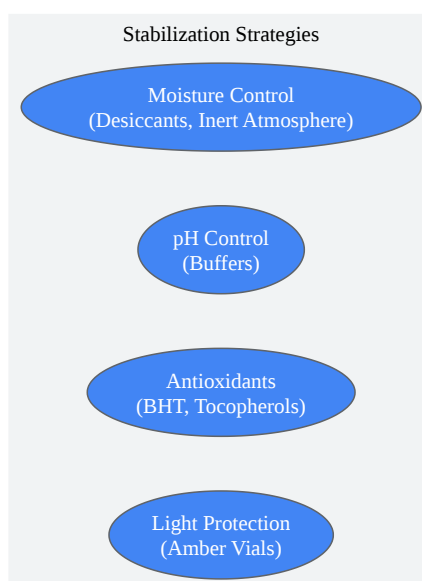 Stabilization Strategies
Moisture Control
(Desiccants, Inert Atmosphere)
pH Control
(Buffers)
Antioxidants
(BHT, Tocopherols)
Light Protection
(Amber Vials)